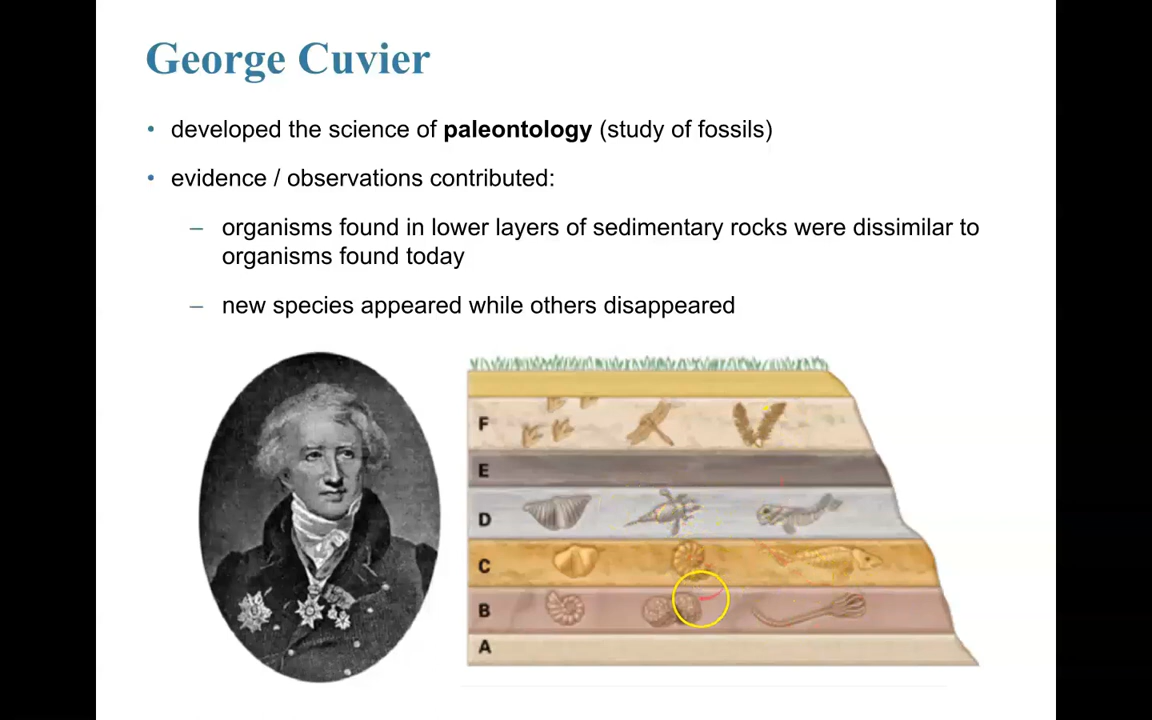 George Cuvier
• developed the science of paleontology (study of fossils)
• evidence / observations contributed:
– organisms found in lower layers of sedimentary rocks were dissimilar to
organisms found today
– new species appeared while others disappeared
F
E
D
C
B
A